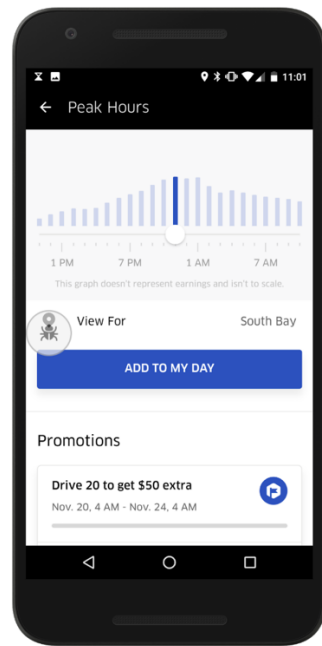 11:01
Peak Hours
1 PM 7 PM 1 AM 7 AM
This graph doesn't represent earnings and isn't to scale.
View For South Bay
ADD TO MY DAY
Promotions
Drive 20 to get $50 extra
Nov. 20, 4 AM - Nov. 24, 4 AM